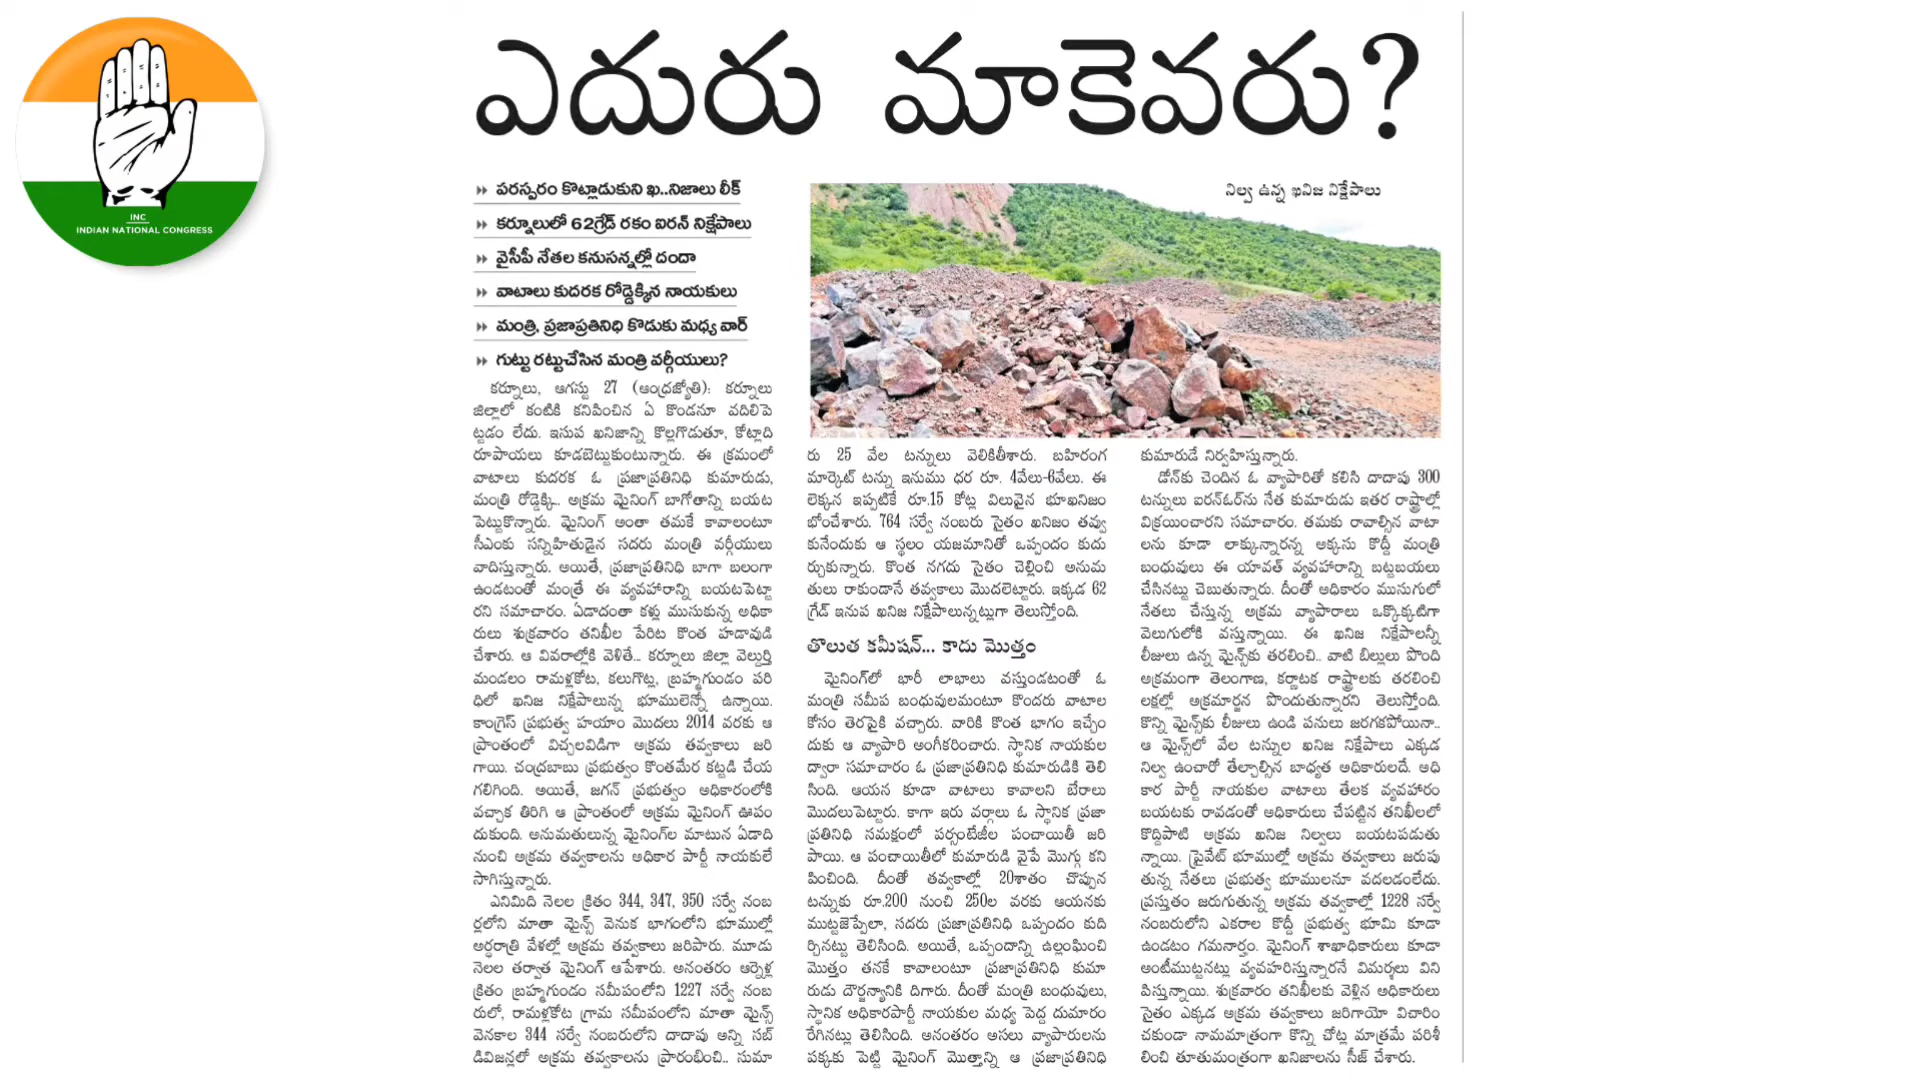 INC
INDIAN NATIONAL CONGRESS
ఎదురు మాకెవరు?
» పరస్పరం కొట్లాడుకుని ఖ..నిజాలు లీక్
» కర్నూలులో 62గ్రేడ్ రకం ఐరన్ నిక్షేపాలు
» వైసీపీ నేతల కనుసన్నల్లో దందా
» వాటాలు కుదరక రోడ్డెక్కిన నాయకులు
» మంత్రి, ప్రజాప్రతినిధి కొడుకు మధ్య వార్
» గుట్టు రట్టుచేసిన మంత్రి వర్గీయులు?
కర్నూలు, ఆగస్టు 27 (ఆంధ్రజ్యోతి): కర్నూలు
జిల్లాలో కంటికి కనిపించిన ఏ కొండనూ వదిలిపె
ట్టడం లేదు. ఇనుప ఖనిజాన్ని కొల్లగొడుతూ, కోట్లాది
రూపాయలు కూడబెట్టుకుంటున్నారు. ఈ క్రమంలో
వాటాలు కుదరక ఓ ప్రజాప్రతినిధి కుమారుడు,
మంత్రి రోడ్డెక్కి.. అక్రమ మైనింగ్ బాగోతాన్ని బయట
పెట్టుకొన్నారు. మైనింగ్ అంతా తమకే కావాలంటూ
సీఎంకు సన్నిహితుడైన సదరు మంత్రి వర్గీయులు
వాదిస్తున్నారు. అయితే, ప్రజాప్రతినిధి బాగా బలంగా
ఉండటంతో మంత్రే ఈ వ్యవహారాన్ని బయటపెట్టా
రని సమాచారం. ఏడాదంతా కళ్లు ముసుకున్న అధికా
రులు శుక్రవారం తనిఖీల పేరిట కొంత హడావుడి
చేశారు. ఆ వివరాల్లోకి వెళితే... కర్నూలు జిల్లా వెల్దుర్తి
మండలం రామళ్లకోట, కలుగొట్ల, బ్రహ్మగుండం పరి
ధిలో ఖనిజ నిక్షేపాలున్న భూములెన్నో ఉన్నాయి.
కాంగ్రెస్ ప్రభుత్వ హయాం మొదలు 2014 వరకు ఆ
ప్రాంతంలో విచ్చలవిడిగా అక్రమ తవ్వకాలు జరి
గాయి. చంద్రబాబు ప్రభుత్వం కొంతమేర కట్టడి చేయ
గలిగింది. అయితే, జగన్ ప్రభుత్వం అధికారంలోకి
వచ్చాక తిరిగి ఆ ప్రాంతంలో అక్రమ మైనింగ్ ఊపం
దుకుంది. అనుమతులున్న మైనింగ్‌ల మాటున ఏడాది
నుంచి అక్రమ తవ్వకాలను అధికార పార్టీ నాయకులే
సాగిస్తున్నారు.
ఎనిమిది నెలల క్రితం 344, 347, 350 సర్వే నంబ
ర్లలోని మాతా మైన్స్ వెనుక భాగంలోని భూముల్లో
అర్ధరాత్రి వేళల్లో అక్రమ తవ్వకాలు జరిపారు. మూడు
నెలల తర్వాత మైనింగ్ ఆపేశారు. అనంతరం ఆర్నెళ్ల
క్రితం బ్రహ్మగుండం సమీపంలోని 1227 సర్వే నంబ
రులో, రామళ్లకోట గ్రామ సమీపంలోని మాతా మైన్స్
వెనకాల 344 సర్వే నంబరులోని దాదాపు అన్ని సబ్
డివిజన్లలో అక్రమ తవ్వకాలను ప్రారంభించి.. సుమా
నిల్వ ఉన్న ఖనిజ నిక్షేపాలు
రు 25 వేల టన్నులు వెలికితీశారు. బహిరంగ
మార్కెట్ టన్ను ఇనుము ధర రూ. 4వేలు-6వేలు. ఈ
లెక్కన ఇప్పటికే రూ.15 కోట్ల విలువైన భూఖనిజం
భోంచేశారు. 764 సర్వే నంబరు సైతం ఖనిజం తవ్వు
కునేందుకు ఆ స్థలం యజమానితో ఒప్పందం కుదు
ర్చుకున్నారు. కొంత నగదు సైతం చెల్లించి అనుమ
తులు రాకుండానే తవ్వకాలు మొదలెట్టారు. ఇక్కడ 62
గ్రేడ్ ఇనుప ఖనిజ నిక్షేపాలున్నట్లుగా తెలుస్తోంది.
తొలుత కమీషన్... కాదు మొత్తం
మైనింగ్‌లో భారీ లాభాలు వస్తుండటంతో ఓ
మంత్రి సమీప బంధువులమంటూ కొందరు వాటాల
కోసం తెరపైకి వచ్చారు. వారికి కొంత భాగం ఇచ్చేం
దుకు ఆ వ్యాపారి అంగీకరించారు. స్థానిక నాయకుల
ద్వారా సమాచారం ఓ ప్రజాప్రతినిధి కుమారుడికి తెలి
సింది. ఆయన కూడా వాటాలు కావాలని బేరాలు
మొదలుపెట్టారు. కాగా ఇరు వర్గాలు ఓ స్థానిక ప్రజా
ప్రతినిధి సమక్షంలో పర్సంటేజీల పంచాయితీ జరి
పాయి. ఆ పంచాయితీలో కుమారుడి వైపే మొగ్గు కని
పించింది. దీంతో తవ్వకాల్లో 20శాతం చొప్పున
టన్నుకు రూ.200 నుంచి 250ల వరకు ఆయనకు
ముట్టజెప్పేలా, సదరు ప్రజాప్రతినిధి ఒప్పందం కుది
ర్చినట్టు తెలిసింది. అయితే, ఒప్పందాన్ని ఉల్లంఘించి
మొత్తం తనకే కావాలంటూ ప్రజాప్రతినిధి కుమా
రుడు దౌర్జన్యానికి దిగారు. దీంతో మంత్రి బంధువులు,
స్థానిక అధికారపార్టీ నాయకుల మధ్య పెద్ద దుమారం
రేగినట్లు తెలిసింది. అనంతరం అసలు వ్యాపారులను
పక్కకు పెట్టి మైనింగ్ మొత్తాన్ని ఆ ప్రజాప్రతినిధి
కుమారుడే నిర్వహిస్తున్నారు.
డోన్‌కు చెందిన ఓ వ్యాపారితో కలిసి దాదాపు 300
టన్నులు ఐరన్‌ఓర్‌ను నేత కుమారుడు ఇతర రాష్ట్రాల్లో
విక్రయించారని సమాచారం. తమకు రావాల్సిన వాటా
లను కూడా లాక్కున్నారన్న అక్కసు కొద్దీ మంత్రి
బంధువులు ఈ యావత్ వ్యవహారాన్ని బట్టబయలు
చేసినట్టు చెబుతున్నారు. దీంతో అధికారం ముసుగులో
నేతలు చేస్తున్న అక్రమ వ్యాపారాలు ఒక్కొక్కటిగా
వెలుగులోకి వస్తున్నాయి. ఈ ఖనిజ నిక్షేపాలన్నీ
లీజులు ఉన్న మైన్స్‌కు తరలించి.. వాటి బిల్లులు పొంది
అక్రమంగా తెలంగాణ, కర్ణాటక రాష్ట్రాలకు తరలించి
లక్షల్లో అక్రమార్జన పొందుతున్నారని తెలుస్తోంది.
కొన్ని మైన్స్‌కు లీజులు ఉండి పనులు జరగకపోయినా..
ఆ మైన్స్‌లో వేల టన్నుల ఖనిజ నిక్షేపాలు ఎక్కడ
నిల్వ ఉంచారో తేల్చాల్సిన బాధ్యత అధికారులదే. అధి
కార పార్టీ నాయకుల వాటాలు తేలక వ్యవహారం
బయటకు రావడంతో అధికారులు చేపట్టిన తనిఖీలలో
కొద్దిపాటి అక్రమ ఖనిజ నిల్వలు బయటపడుతు
న్నాయి. ప్రైవేట్ భూముల్లో అక్రమ తవ్వకాలు జరుపు
తున్న నేతలు ప్రభుత్వ భూములనూ వదలడంలేదు.
ప్రస్తుతం జరుగుతున్న అక్రమ తవ్వకాల్లో 1228 సర్వే
నంబరులోని ఎకరాల కొద్దీ ప్రభుత్వ భూమి కూడా
ఉండటం గమనార్హం. మైనింగ్ శాఖాధికారులు కూడా
అంటీముట్టనట్లు వ్యవహరిస్తున్నారనే విమర్శలు విని
పిస్తున్నాయి. శుక్రవారం తనిఖీలకు వెళ్లిన అధికారులు
సైతం ఎక్కడ అక్రమ తవ్వకాలు జరిగాయో విచారిం
చకుండా నామమాత్రంగా కొన్ని చోట్ల మాత్రమే పరిశీ
లించి తూతుమంత్రంగా ఖనిజాలను సీజ్ చేశారు.